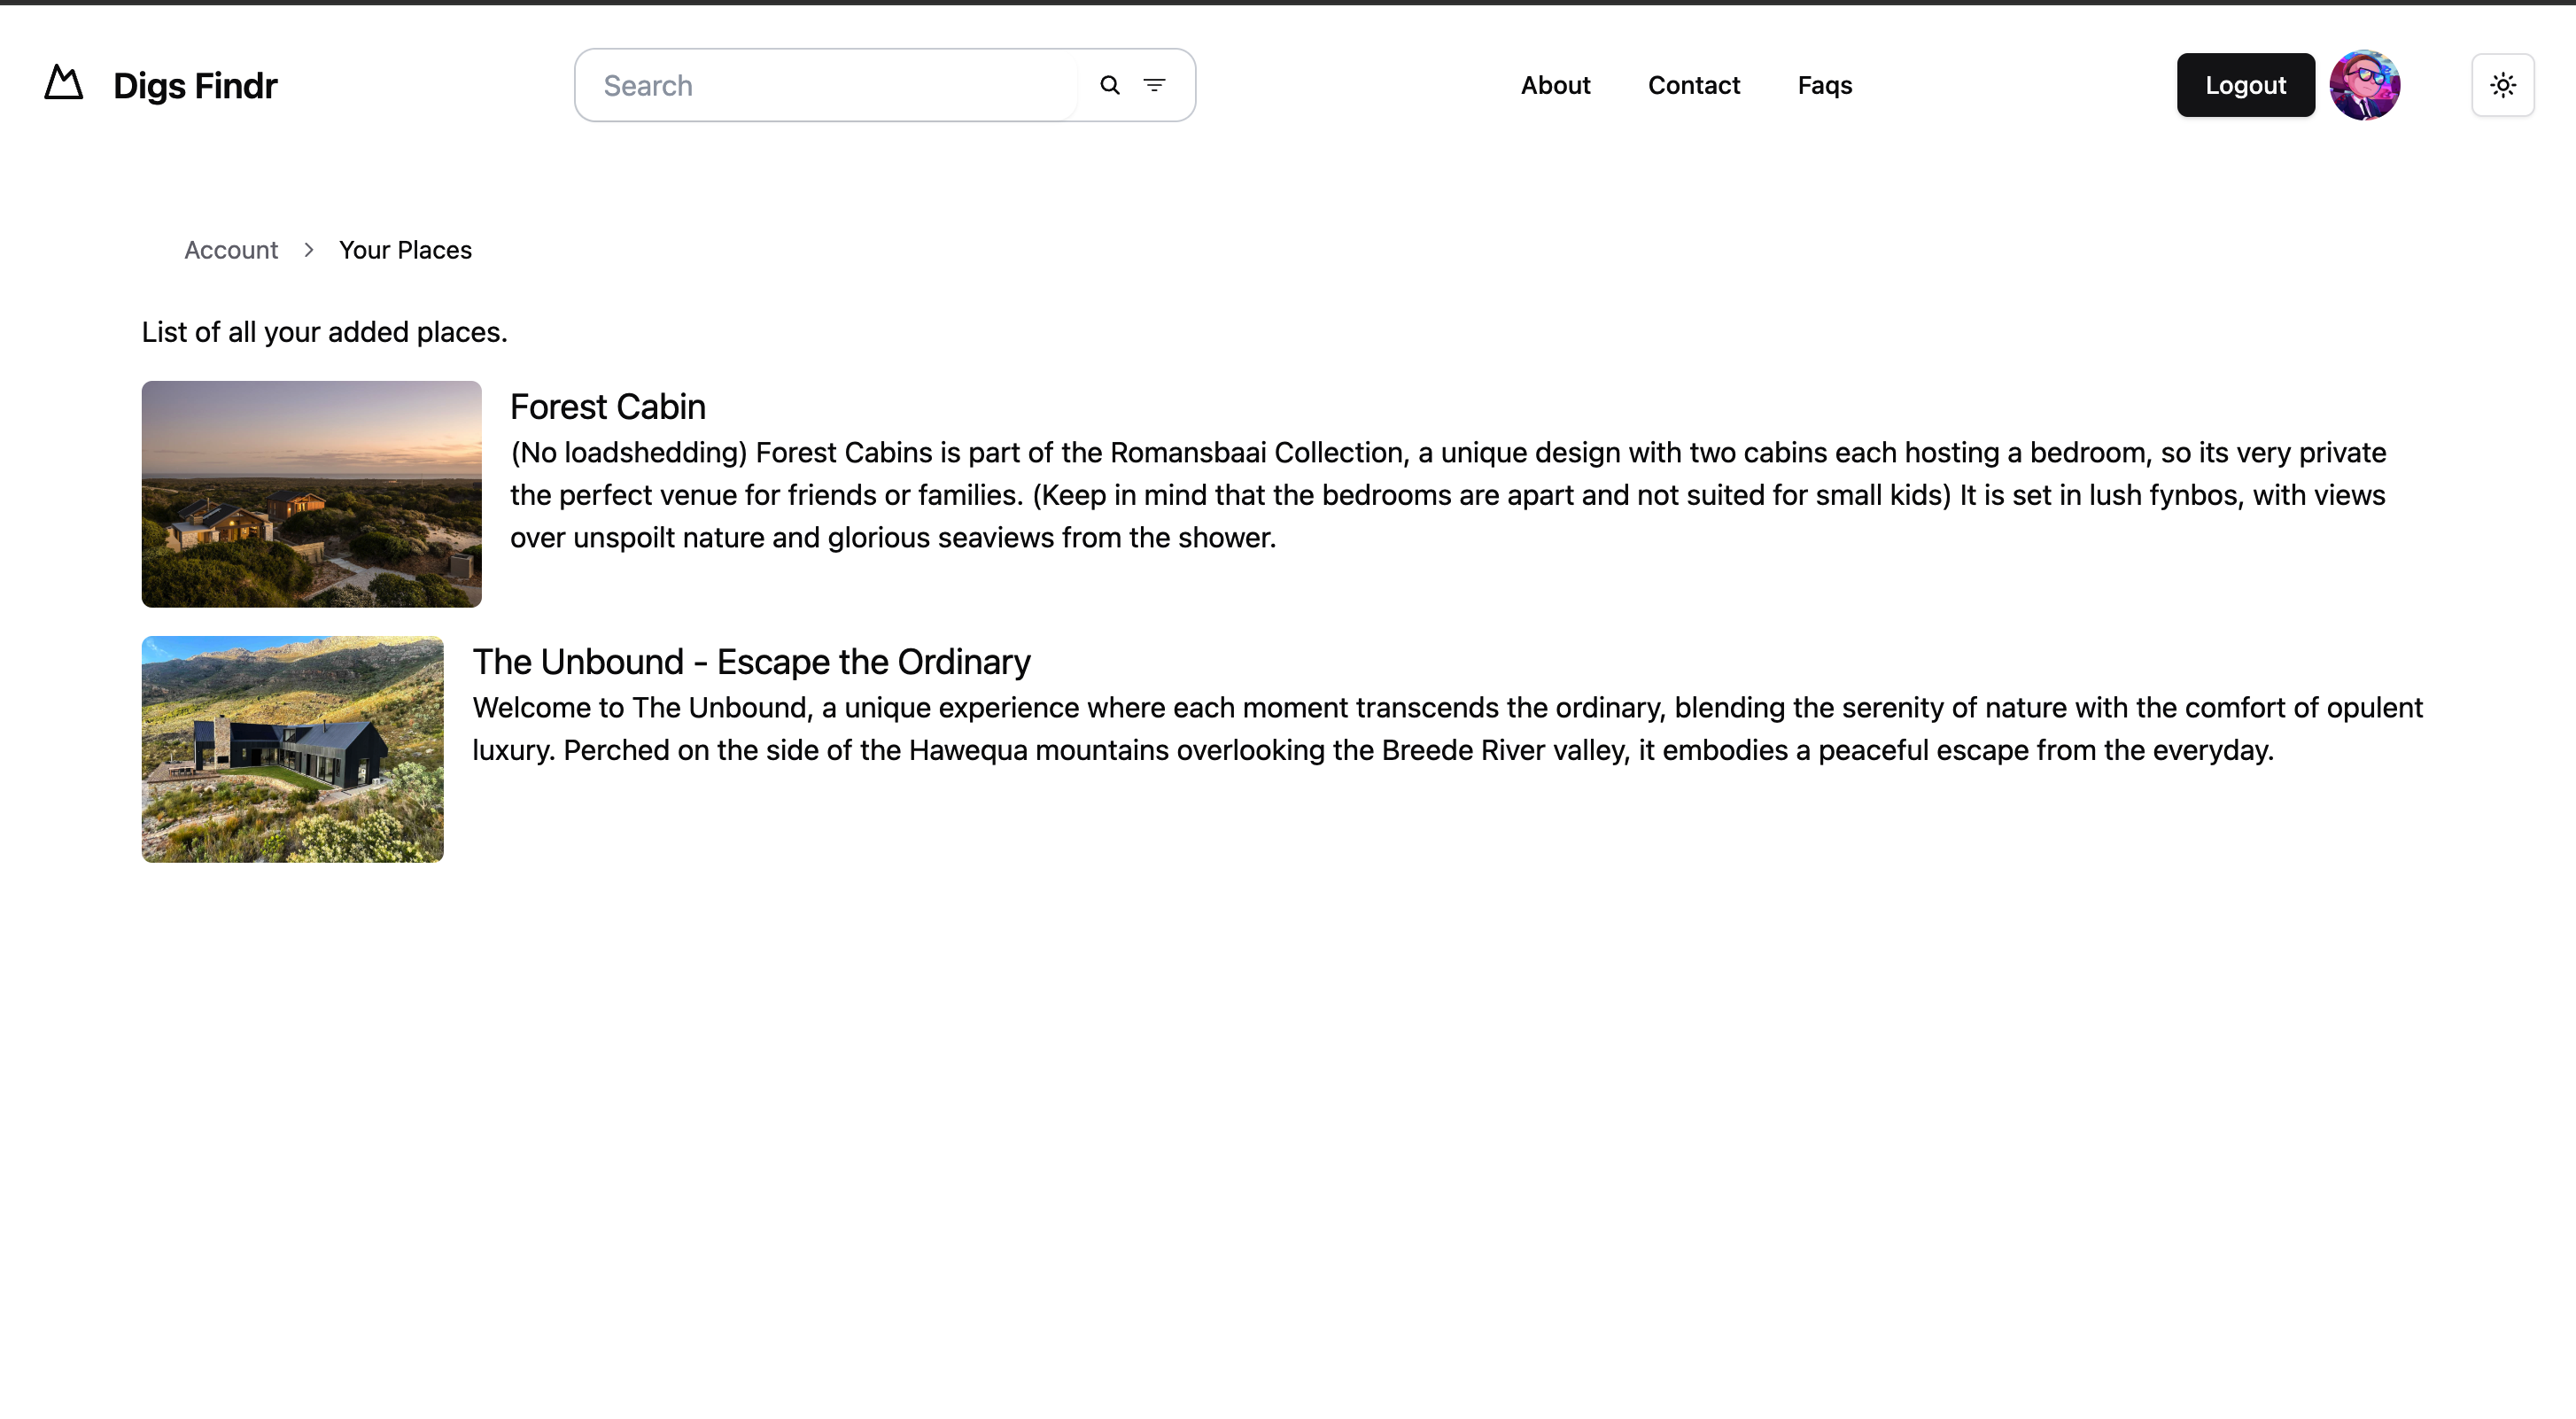 Digs Findr
Search
About
Contact
Faqs
Logout
Account
Your Places
List of all your added places.
Forest Cabin
(No loadshedding) Forest Cabins is part of the Romansbaai Collection, a unique design with two cabins each hosting a bedroom, so its very private
the perfect venue for friends or families. (Keep in mind that the bedrooms are apart and not suited for small kids) It is set in lush fynbos, with views
over unspoilt nature and glorious seaviews from the shower.
The Unbound - Escape the Ordinary
Welcome to The Unbound, a unique experience where each moment transcends the ordinary, blending the serenity of nature with the comfort of opulent
luxury. Perched on the side of the Hawequa mountains overlooking the Breede River valley, it embodies a peaceful escape from the everyday.